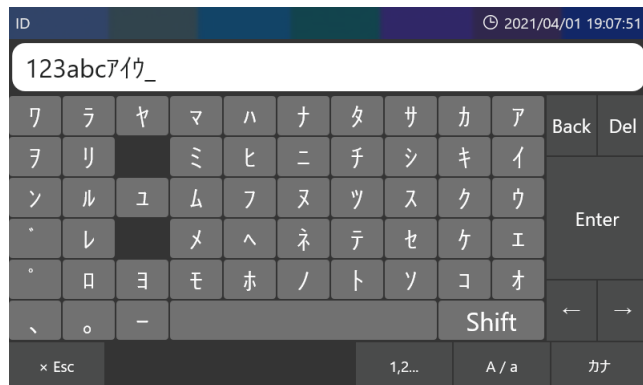 ID 2021/04/01 19:07:51
123abcｱｲｳ_
ﾜ ﾗ ﾔ ﾏ ﾊ ﾅ ﾀ ｻ ｶ ｱ Back Del
ｦ ﾘ ﾐ ﾋ ﾆ ﾁ ｼ ｷ ｲ
ﾝ ﾙ ﾕ ﾑ ﾌ ﾇ ﾂ ｽ ｸ ｳ Enter
ﾞ ﾚ ﾒ ﾍ ﾈ ﾃ ｾ ｹ ｴ
ﾟ ﾛ ﾖ ﾓ ﾎ ﾉ ﾄ ｿ ｺ ｵ
､ ｡ ｰ Shift ← →
× Esc 1,2... A / a ｶﾅ